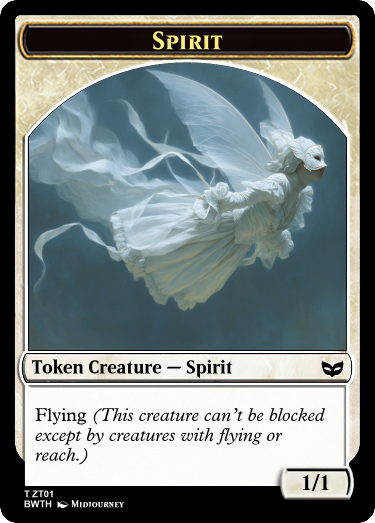 Spirit
Token Creature — Spirit
Flying (This creature can't be blocked
except by creatures with flying or
reach.)
1/1
T ZT01
BWTH Midjourney